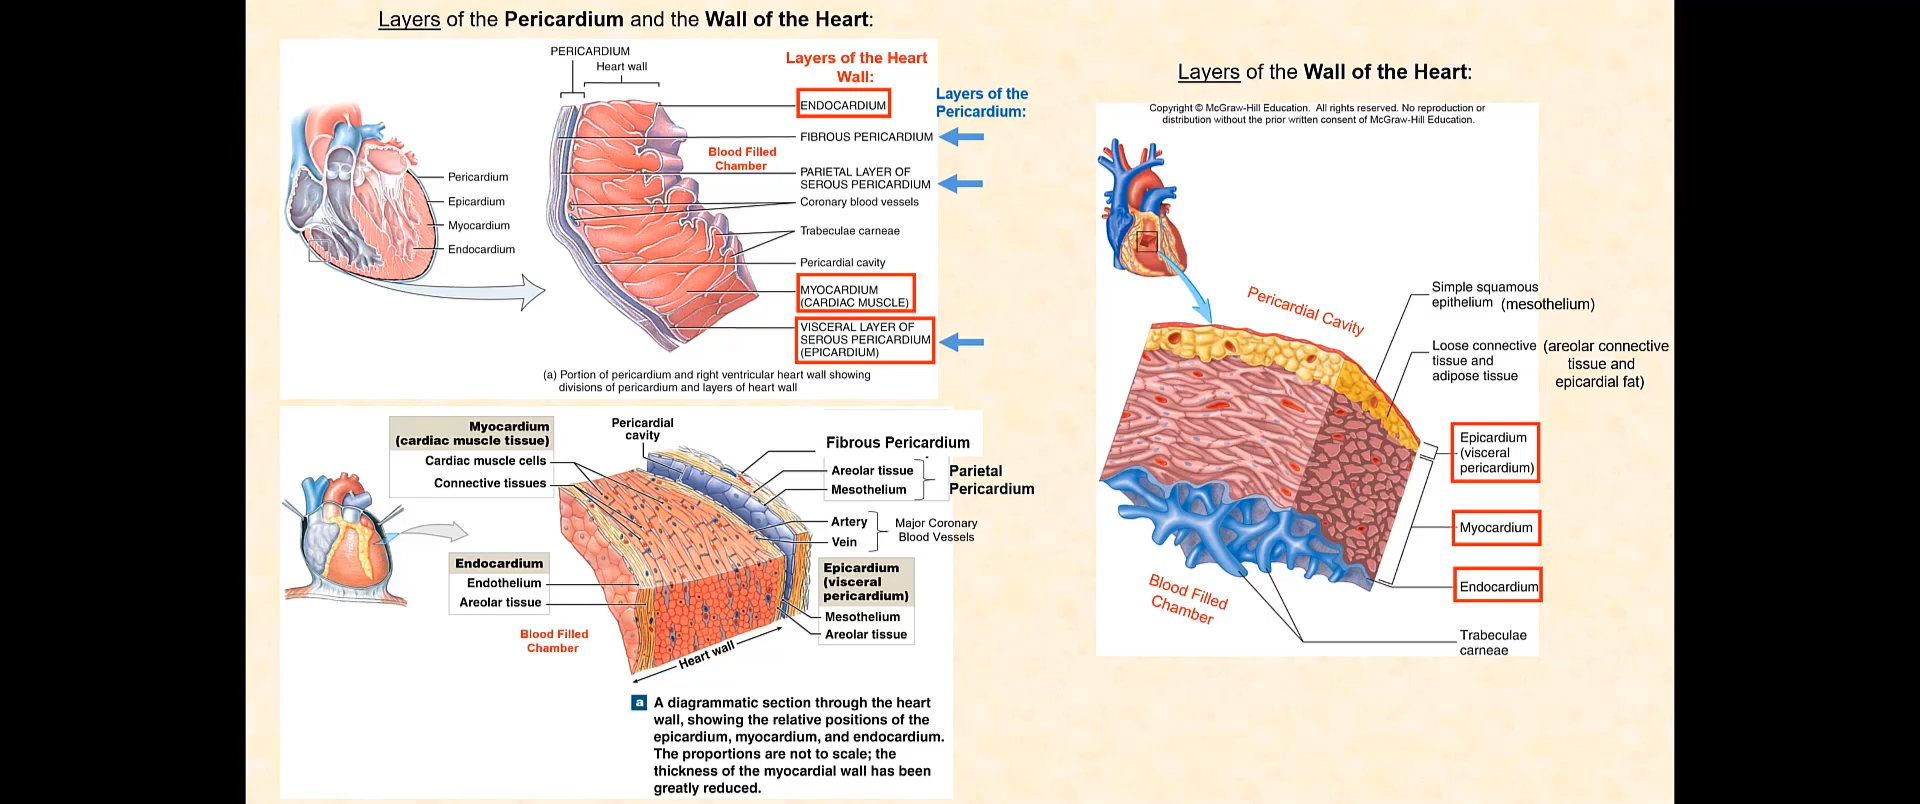 Layers of the Pericardium and the Wall of the Heart:
PERICARDIUM
Heart wall
Layers of the Heart
Wall:
ENDOCARDIUM
Layers of the
Pericardium:
FIBROUS PERICARDIUM
Blood Filled
Chamber
PARIETAL LAYER OF
SEROUS PERICARDIUM
Coronary blood vessels
Trabeculae carneae
Pericardial cavity
MYOCARDIUM
(CARDIAC MUSCLE)
VISCERAL LAYER OF
SEROUS PERICARDIUM
(EPICARDIUM)
Pericardium
Epicardium
Myocardium
Endocardium
(a) Portion of pericardium and right ventricular heart wall showing
divisions of pericardium and layers of heart wall
Myocardium
(cardiac muscle tissue)
Cardiac muscle cells
Connective tissues
Pericardial
cavity
Fibrous Pericardium
Areolar tissue
Mesothelium
Parietal
Pericardium
Artery
Vein
Major Coronary
Blood Vessels
Endocardium
Endothelium
Areolar tissue
Epicardium
(visceral
pericardium)
Mesothelium
Areolar tissue
Blood Filled
Chamber
Heart wall
a
A diagrammatic section through the heart
wall, showing the relative positions of the
epicardium, myocardium, and endocardium.
The proportions are not to scale; the
thickness of the myocardial wall has been
greatly reduced.
Layers of the Wall of the Heart:
Copyright © McGraw-Hill Education. All rights reserved. No reproduction or
distribution without the prior written consent of McGraw-Hill Education.
Pericardial Cavity
Simple squamous
epithelium (mesothelium)
Loose connective
tissue and
adipose tissue
(areolar connective
tissue and
epicardial fat)
Epicardium
(visceral
pericardium)
Myocardium
Endocardium
Blood Filled
Chamber
Trabeculae
carneae